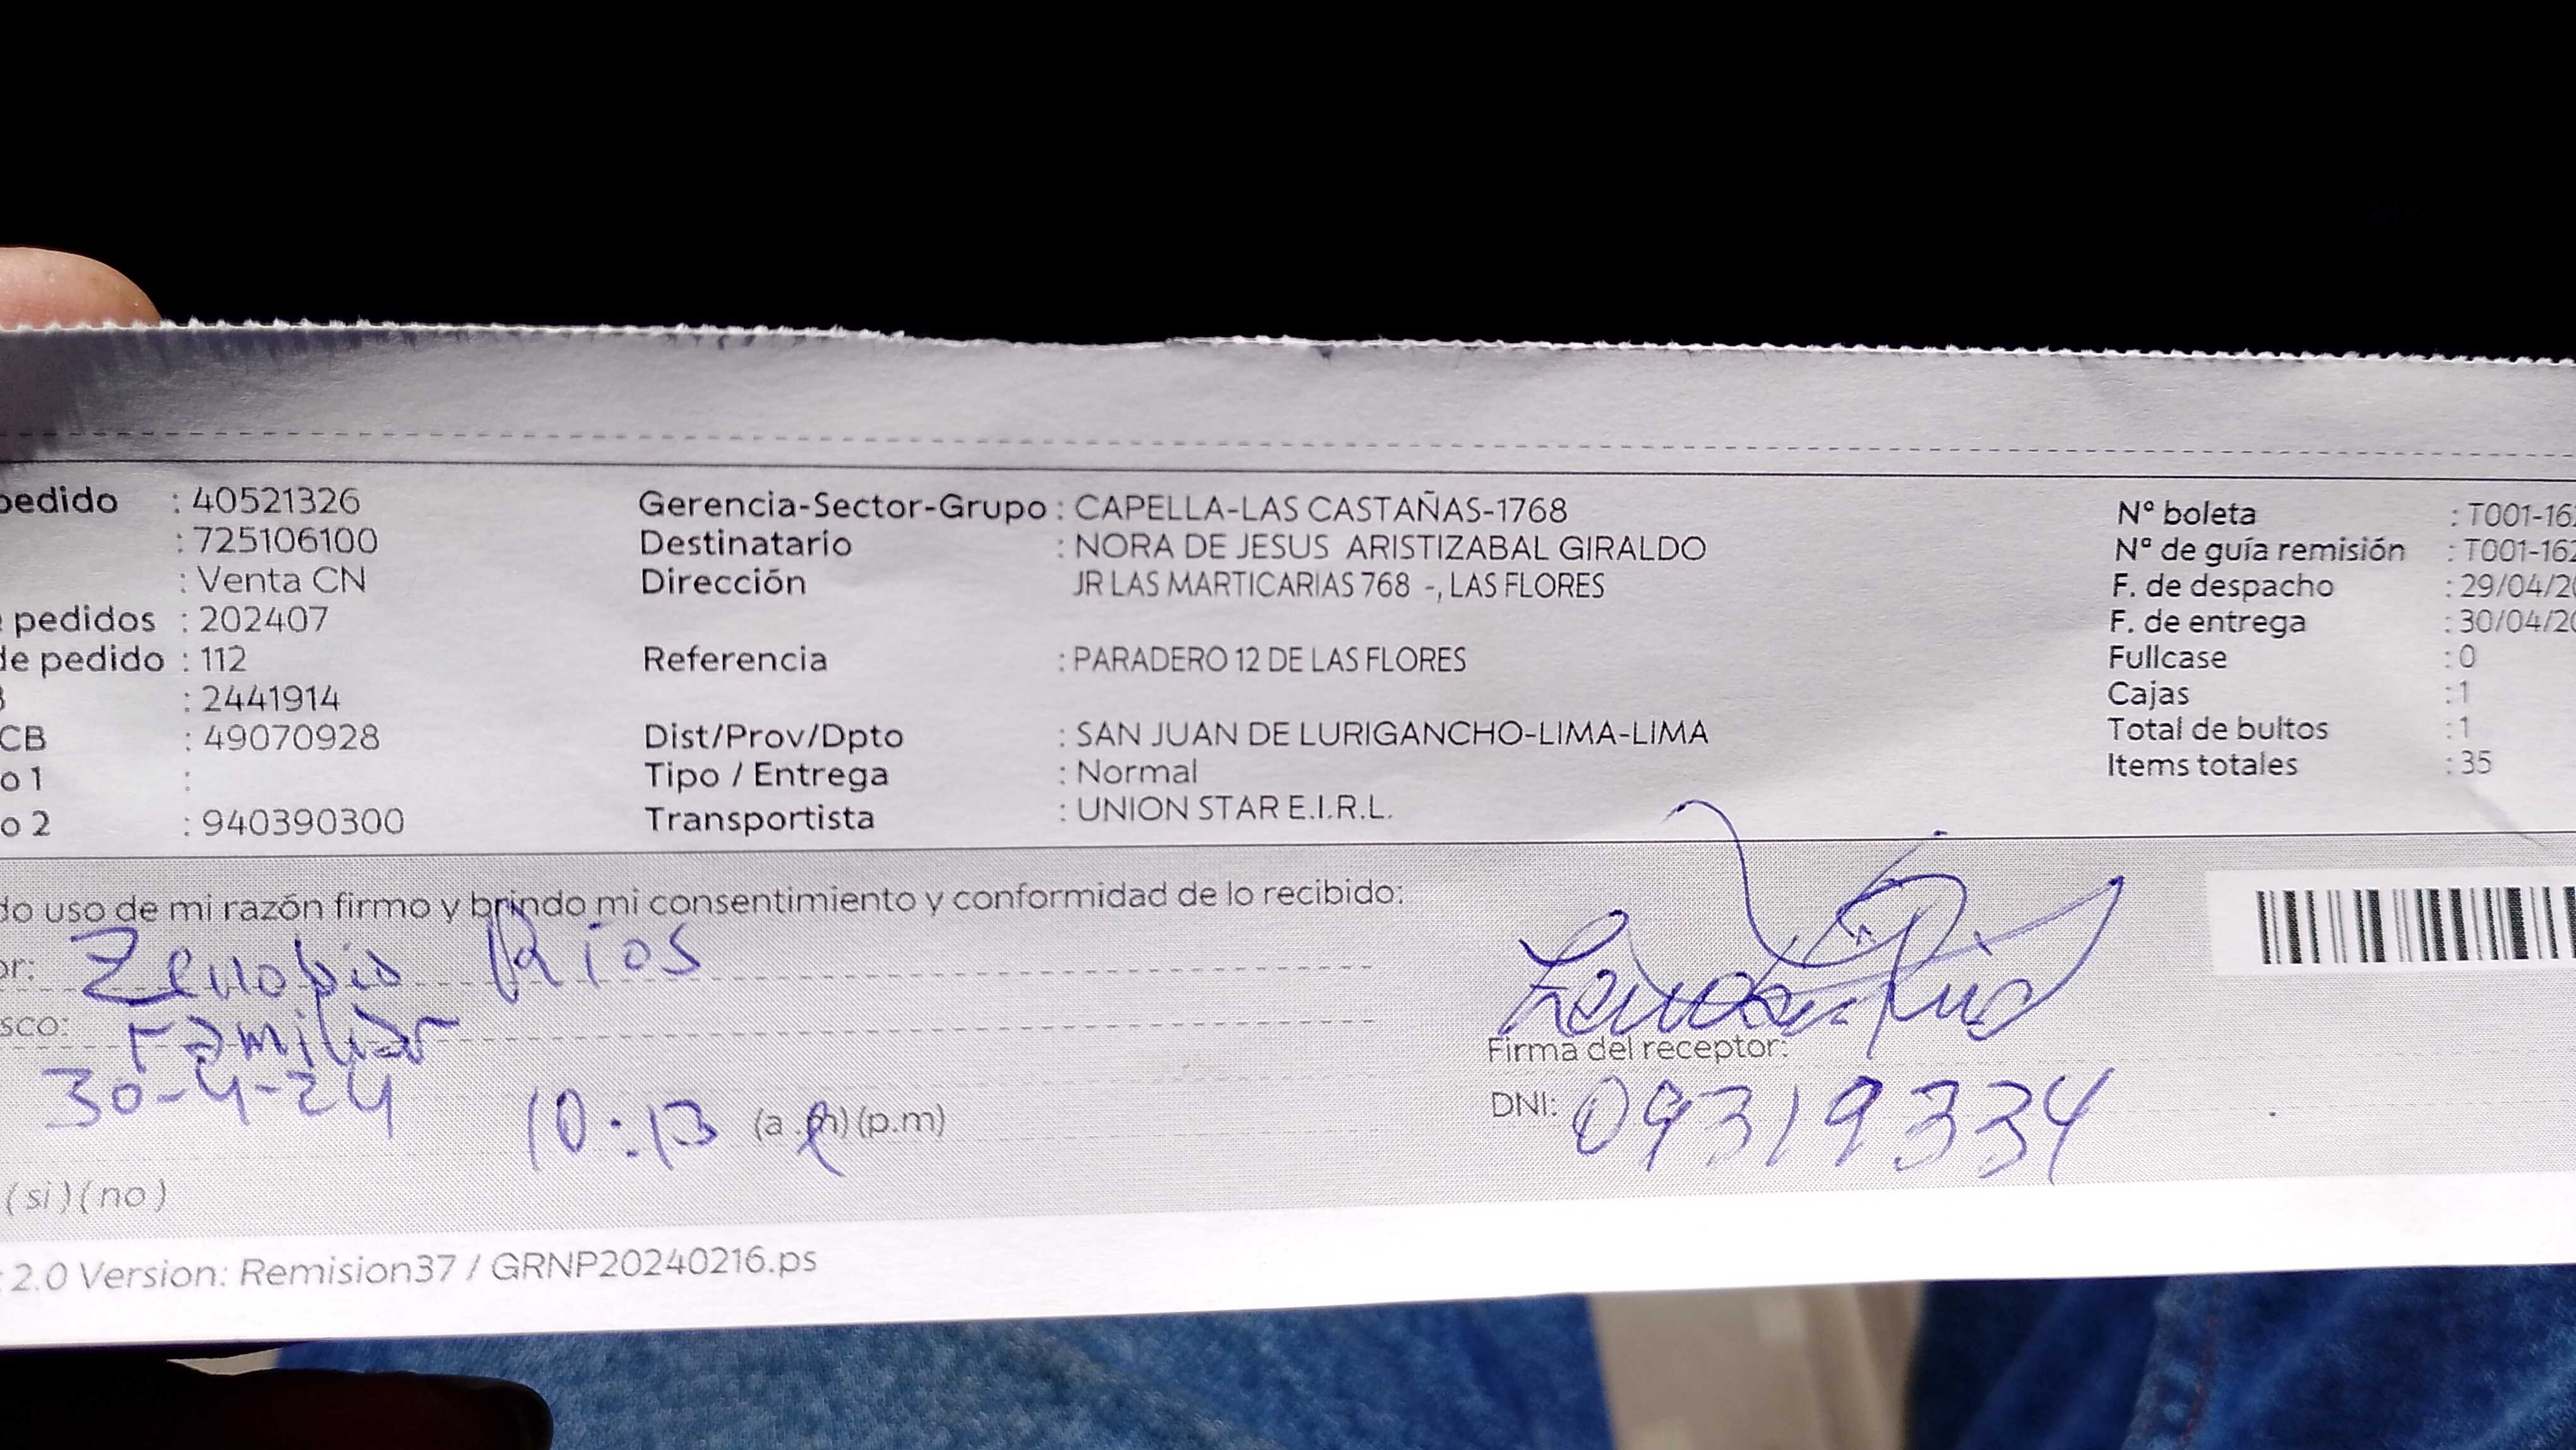 pedido : 40521326 Gerencia-Sector-Grupo : CAPELLA-LAS CASTAÑAS-1768 N° boleta : T001-16
: 725106100 Destinatario : NORA DE JESUS ARISTIZABAL GIRALDO N° de guía remisión : T001-162
: Venta CN Dirección JR LAS MARTICARIAS 768 -, LAS FLORES F. de despacho : 29/04/20
pedidos : 202407 F. de entrega : 30/04/20
de pedido : 112 Referencia : PARADERO 12 DE LAS FLORES Fullcase : 0
: 2441914 Cajas : 1
CB : 49070928 Dist/Prov/Dpto : SAN JUAN DE LURIGANCHO-LIMA-LIMA Total de bultos : 1
o 1 : Tipo / Entrega : Normal Items totales : 35
o 2 : 940390300 Transportista : UNION STAR E.I.R.L.
do uso de mi razón firmo y brindo mi consentimiento y conformidad de lo recibido:
or: Zenobio Rios
sco: Familiar
Firma del receptor:
30-4-24 10:13 (a.m)(p.m) DNI: 09319334
(si)(no)
: 2.0 Version: Remision37 / GRNP20240216.ps